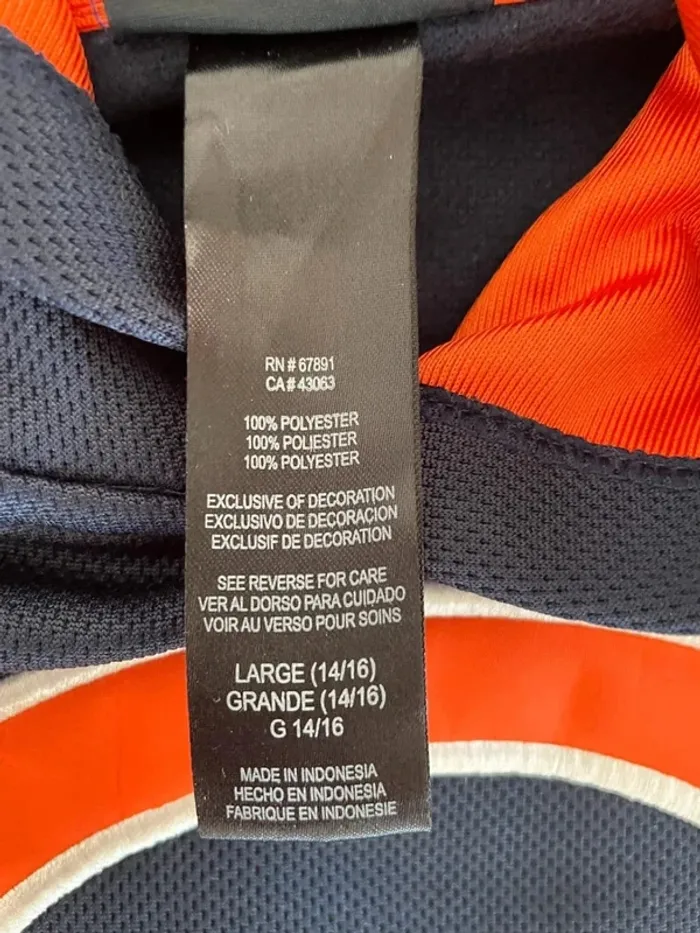 RN # 67891
CA # 43063
100% POLYESTER
100% POLIESTER
100% POLYESTER
EXCLUSIVE OF DECORATION
EXCLUSIVO DE DECORACION
EXCLUSIF DE DECORATION
SEE REVERSE FOR CARE
VER AL DORSO PARA CUIDADO
VOIR AU VERSO POUR SOINS
LARGE (14/16)
GRANDE (14/16)
G 14/16
MADE IN INDONESIA
HECHO EN INDONESIA
FABRIQUE EN INDONESIE